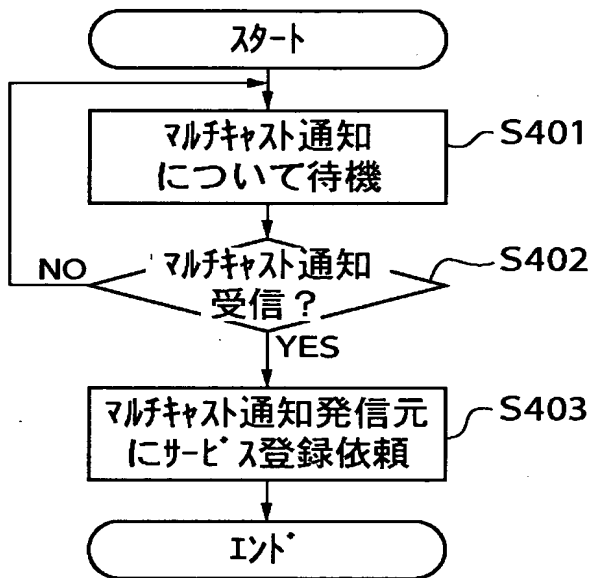 スタート
マルチキャスト通知
について待機
S401
マルチキャスト通知
受信？
S402
NO
YES
マルチキャスト通知発信元
にサービス登録依頼
S403
エンド